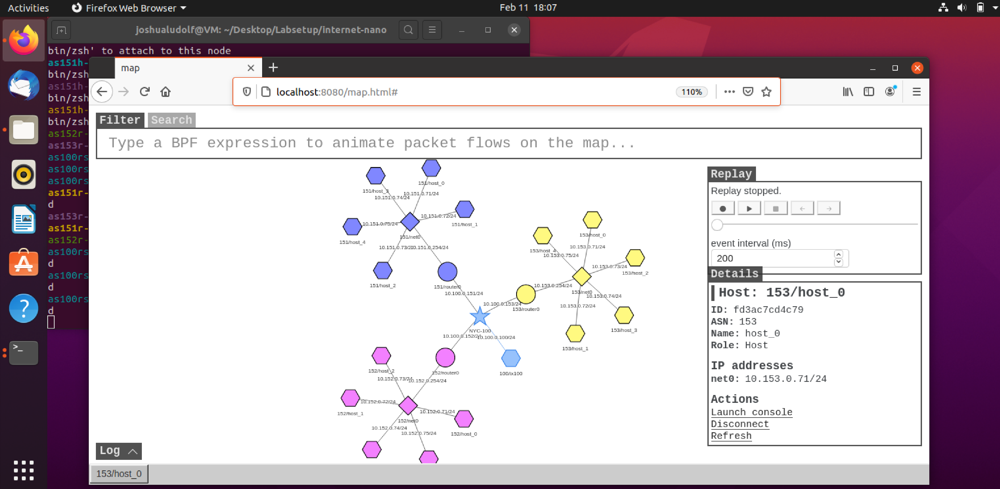 Activities
Firefox Web Browser
Feb 11 18:07
joshualudolf@VM: ~/Desktop/Labsetup/internet-nano
bin/zsh' to attach to this node
as151h-
bin/zsh
as151h-
bin/zsh
as151h-
bin/zsh
as152r-
as153r-
as100rs
as100rs
as100rs
as151r-
d
as153r-
as151r-
as152r-
as100rs
d
as100rs
d
as100rs
d
map
localhost:8080/map.html#
110%
Filter Search
Type a BPF expression to animate packet flows on the map...
151/host_0
151/host_3
10.151.0.71/24
10.151.0.74/24
10.151.0.72/24
151/host_1
10.151.0.75/24
151/net0
151/host_4
10.151.0.73/24
10.151.0.254/24
151/host_2
151/router0
10.100.0.151/24
153/host_0
10.153.0.71/24
153/host_4
10.153.0.75/24
10.153.0.73/24
153/host_2
10.153.0.254/24
153/net0
10.153.0.74/24
10.100.0.153/24
153/router0
10.153.0.72/24
153/host_3
153/host_1
NYC-100
10.100.0.152/24
10.100.0.100/24
152/host_2
152/router0
100/ix100
10.152.0.73/24
10.152.0.254/24
10.152.0.72/24
152/host_1
10.152.0.71/24
152/net0
10.152.0.74/24
10.152.0.75/24
152/host_0
Replay
Replay stopped.
event interval (ms)
200
Details
Host: 153/host_0
ID: fd3ac7cd4c79
ASN: 153
Name: host_0
Role: Host
IP addresses
net0: 10.153.0.71/24
Actions
Launch console
Disconnect
Refresh
Log
153/host_0